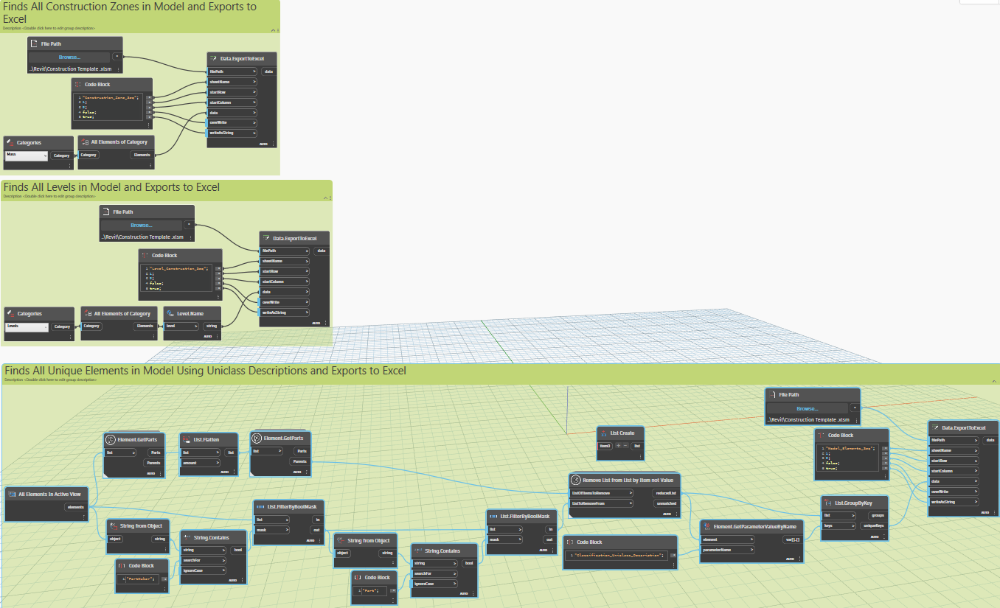 Finds All Construction Zones in Model and Exports to
Excel
Description <Double click here to edit group description>
File Path
Browse...
..\Revit\Construction Template .xlsm
Code Block
1 "Construction_Zone_Seq";
2 1;
4 false;
5 true;
Categories
Mass
Category
All Elements of Category
Category
Elements
Data.ExportToExcel
filePath >
data
sheetName >
startRow >
startColumn >
data >
overWrite >
writeAsString >
AUTO
Finds All Levels in Model and Exports to Excel
Description <Double click here to edit group description>
File Path
Browse...
..\Revit\Construction Template .xlsm
Code Block
1 "Level_Construction_Seq";
2 1;
4 false;
5 true;
Categories
Levels
Category
All Elements of Category
Category
Elements
Level.Name
level >
string
AUTO
Data.ExportToExcel
filePath >
data
sheetName >
startRow >
startColumn >
data >
overWrite >
writeAsString >
AUTO
Finds All Unique Elements in Model Using Uniclass Descriptions and Exports to Excel
Description <Double click here to edit group description>
All Elements In Active View
elements
Element.GetParts
list >
Parts
Parents
AUTO
List.Flatten
list >
list
amount >
AUTO
Element.GetParts
list >
Parts
Parents
AUTO
String from Object
object
string
Code Block
1 "PartMaker";
String.Contains
string >
bool
searchFor >
ignoreCase >
AUTO
List.FilterByBoolMask
list >
in
mask >
out
AUTO
String from Object
object
string
Code Block
1 "Part";
String.Contains
string >
bool
searchFor >
ignoreCase >
AUTO
List.FilterByBoolMask
list >
in
mask >
out
AUTO
List Create
item0
+
-
list
Remove List from List by Item not Value
ListOfItemsToRemove >
reducedList
ListToRemoveFrom >
unmatched
AUTO
Code Block
1 "Classification_Uniclass_Description";
Element.GetParameterValueByName
element >
var[]..[]
parameterName >
AUTO
File Path
Browse...
..\Revit\Construction Template .xlsm
Code Block
1 "Model_Elements_Seq";
2 1;
4 false;
5 true;
List.GroupByKey
list >
groups
keys >
uniqueKeys
AUTO
Data.ExportToExcel
filePath >
data
sheetName >
startRow >
startColumn >
data >
overWrite >
writeAsString >
AUTO